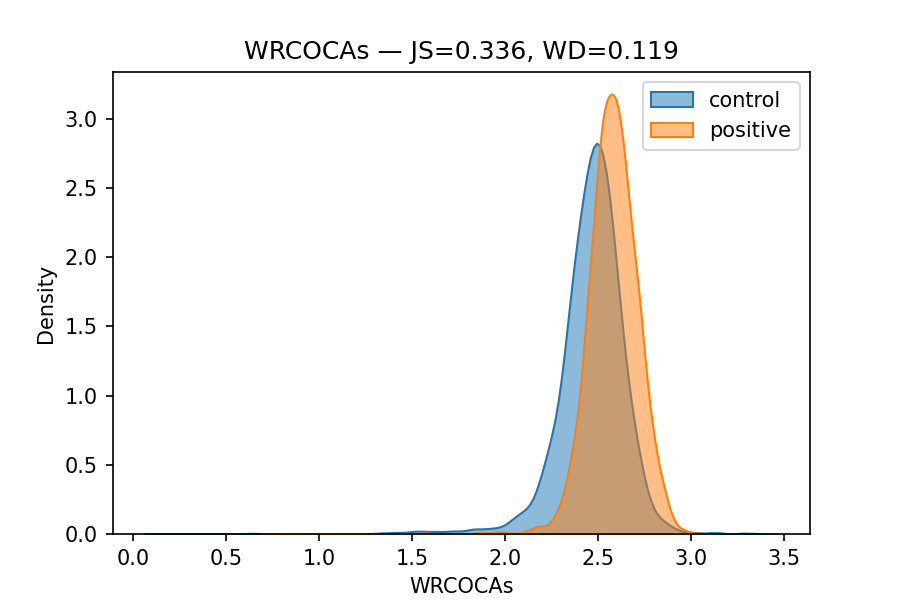 WRCOCAs — JS=0.336, WD=0.119
control
positive
3.0
2.5
2.0
1.5
1.0
0.5
0.0
Density
0.0 0.5 1.0 1.5 2.0 2.5 3.0 3.5
WRCOCAs